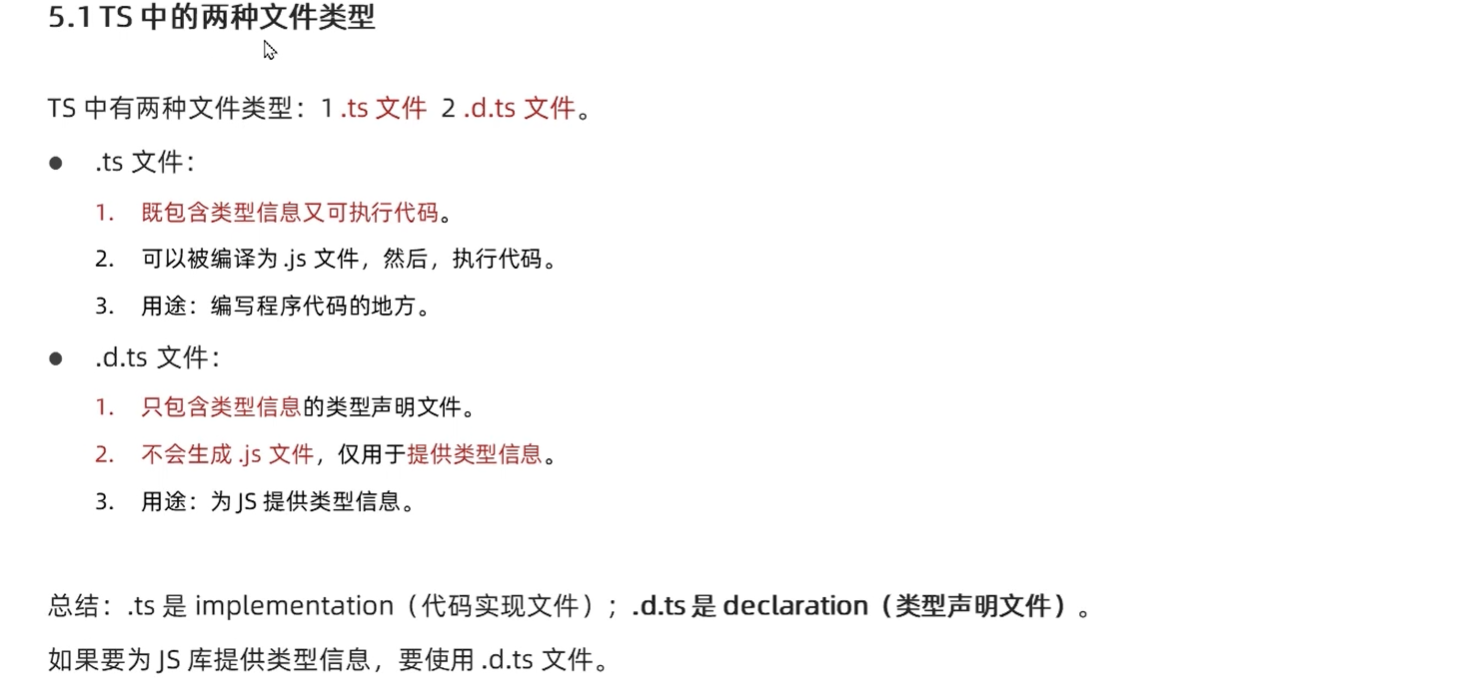 5.1 TS 中的两种文件类型
TS 中有两种文件类型：1 .ts 文件 2 .d.ts 文件。
● .ts 文件：
1. 既包含类型信息又可执行代码。
2. 可以被编译为 .js 文件，然后，执行代码。
3. 用途：编写程序代码的地方。
● .d.ts 文件：
1. 只包含类型信息的类型声明文件。
2. 不会生成 .js 文件，仅用于提供类型信息。
3. 用途：为 JS 提供类型信息。
总结：.ts 是 implementation（代码实现文件）；.d.ts 是 declaration（类型声明文件）。
如果要为 JS 库提供类型信息，要使用 .d.ts 文件。